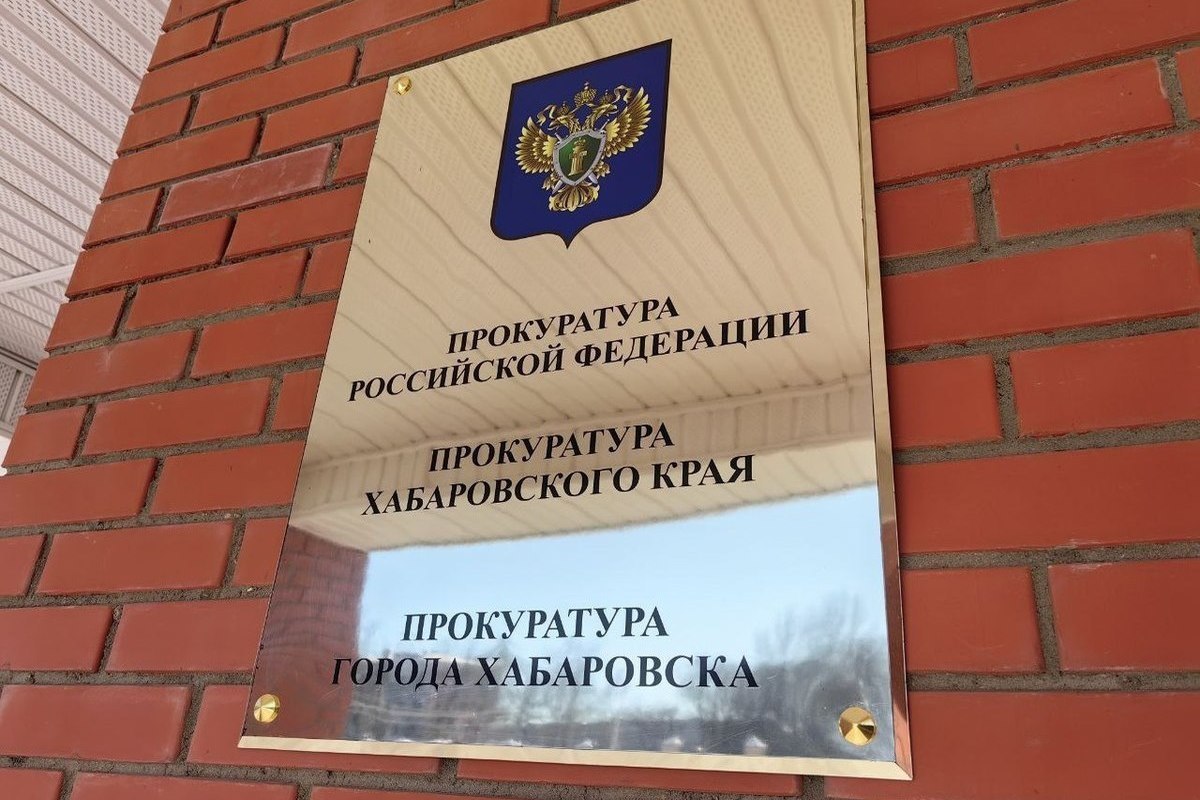 ПРОКУРАТУРА
РОССИЙСКОЙ ФЕДЕРАЦИИ
ПРОКУРАТУРА
ХАБАРОВСКОГО КРАЯ
ПРОКУРАТУРА
ГОРОДА ХАБАРОВСКА